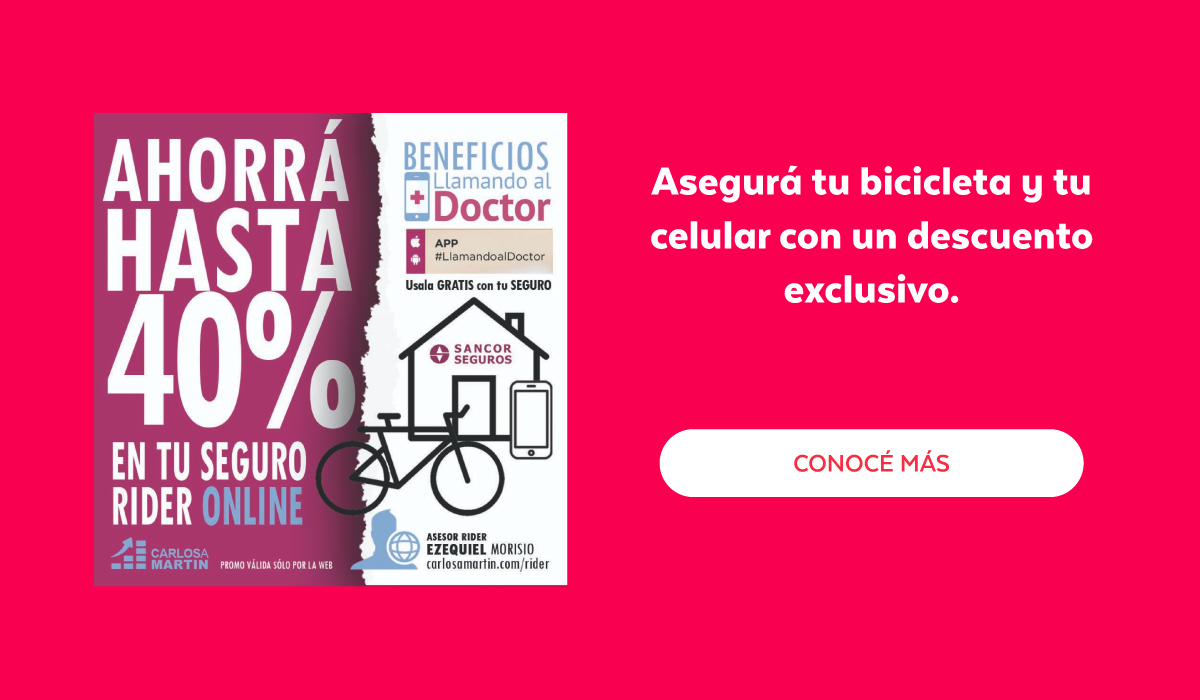 AHORRÁ
HASTA
40%
EN TU SEGURO
RIDER ONLINE
CARLOSA
MARTIN
PROMO VÁLIDA SÓLO POR LA WEB
BENEFICIOS
Llamando al
Doctor
APP
#LlamandoalDoctor
Usala GRATIS con tu SEGURO
SANCOR
SEGUROS
ASESOR RIDER
EZEQUIEL MORISIO
carlosamartin.com/rider
Asegurá tu bicicleta y tu
celular con un descuento
exclusivo.
CONOCÉ MÁS